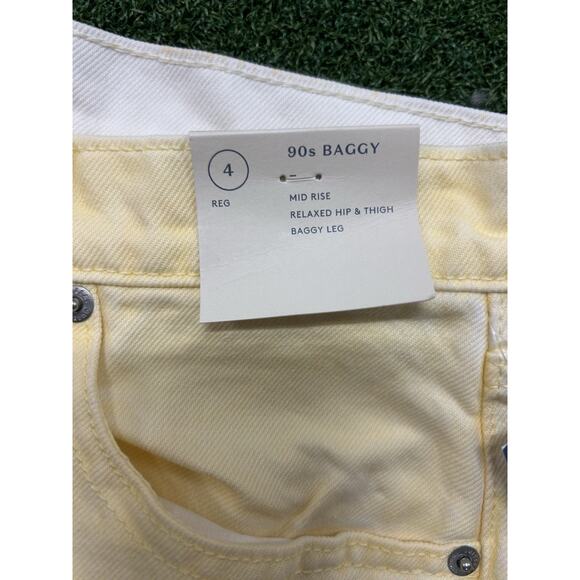 4
REG
90s BAGGY
MID RISE
RELAXED HIP & THIGH
BAGGY LEG